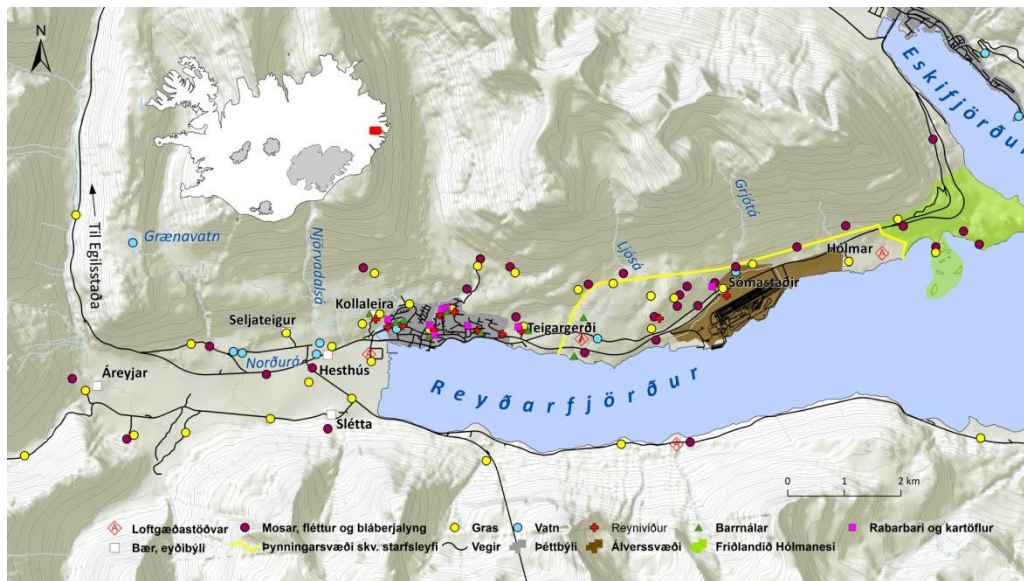 N
Eskifjörður
Til Egilsstaða
Grænavatn
Njörvadalsá
Grjótá
Ljósá
Hólmar
Sómastaðir
Kollaleira
Teigargerði
Seljateigur
Norðurá
Hesthús
Áreyjar
Reyðarfjörður
Slétta
0 1 2 km
Loftgæðastöðvar Mosar, fléttur og bláberjalyng Gras Vatn Reyniviður Barrnálar Rabarbari og kartöflur
Bær, eyðibýli Þynningarsvæði skv. starfsleyfi Vegir Þéttbýli Álverssvæði Friðlandið Hólmanesi